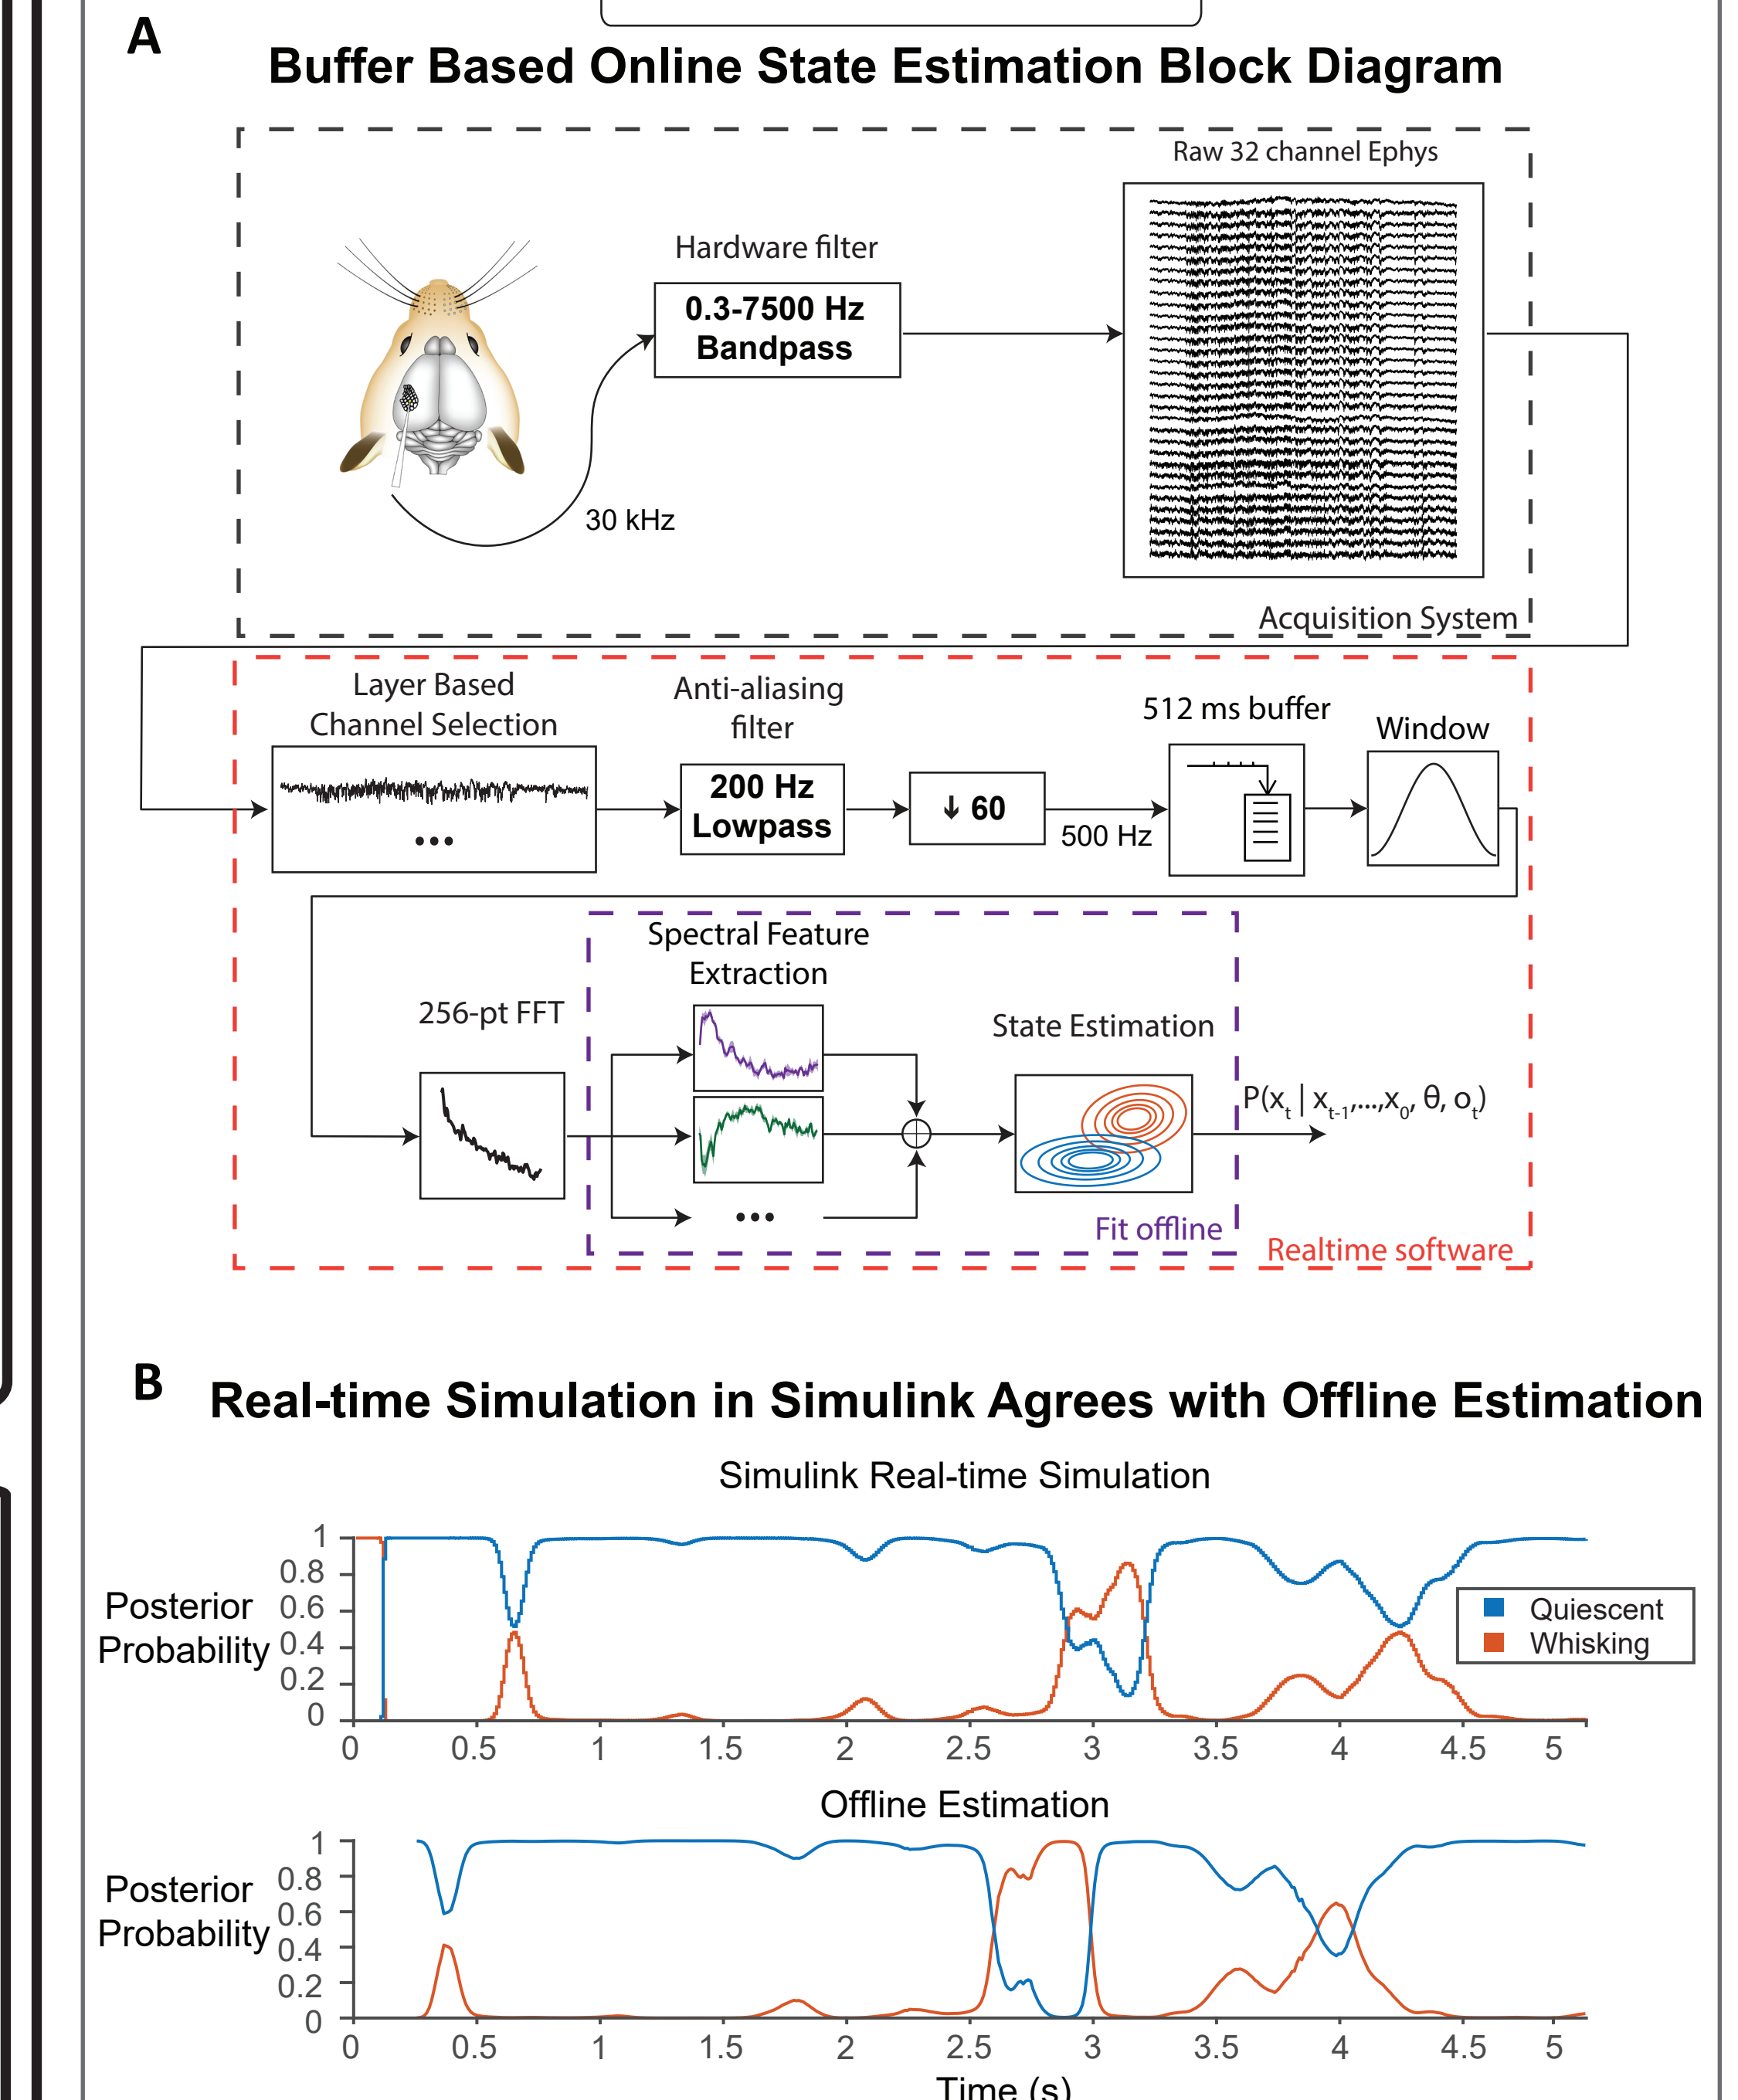 A
Buffer Based Online State Estimation Block Diagram
Raw 32 channel Ephys
Hardware filter
0.3-7500 Hz
Bandpass
30 kHz
Acquisition System
Layer Based
Channel Selection
...
Anti-aliasing
filter
200 Hz
Lowpass
↓ 60
500 Hz
512 ms buffer
Window
256-pt FFT
Spectral Feature
Extraction
...
State Estimation
P(x_t | x_{t-1},...,x_0, θ, o_t)
Fit offline
Realtime software
B
Real-time Simulation in Simulink Agrees with Offline Estimation
Simulink Real-time Simulation
Posterior
Probability
1
0.8
0.6
0.4
0.2
0
0 0.5 1 1.5 2 2.5 3 3.5 4 4.5 5
Quiescent
Whisking
Offline Estimation
Posterior
Probability
1
0.8
0.6
0.4
0.2
0
0 0.5 1 1.5 2 2.5 3 3.5 4 4.5 5
Time (s)